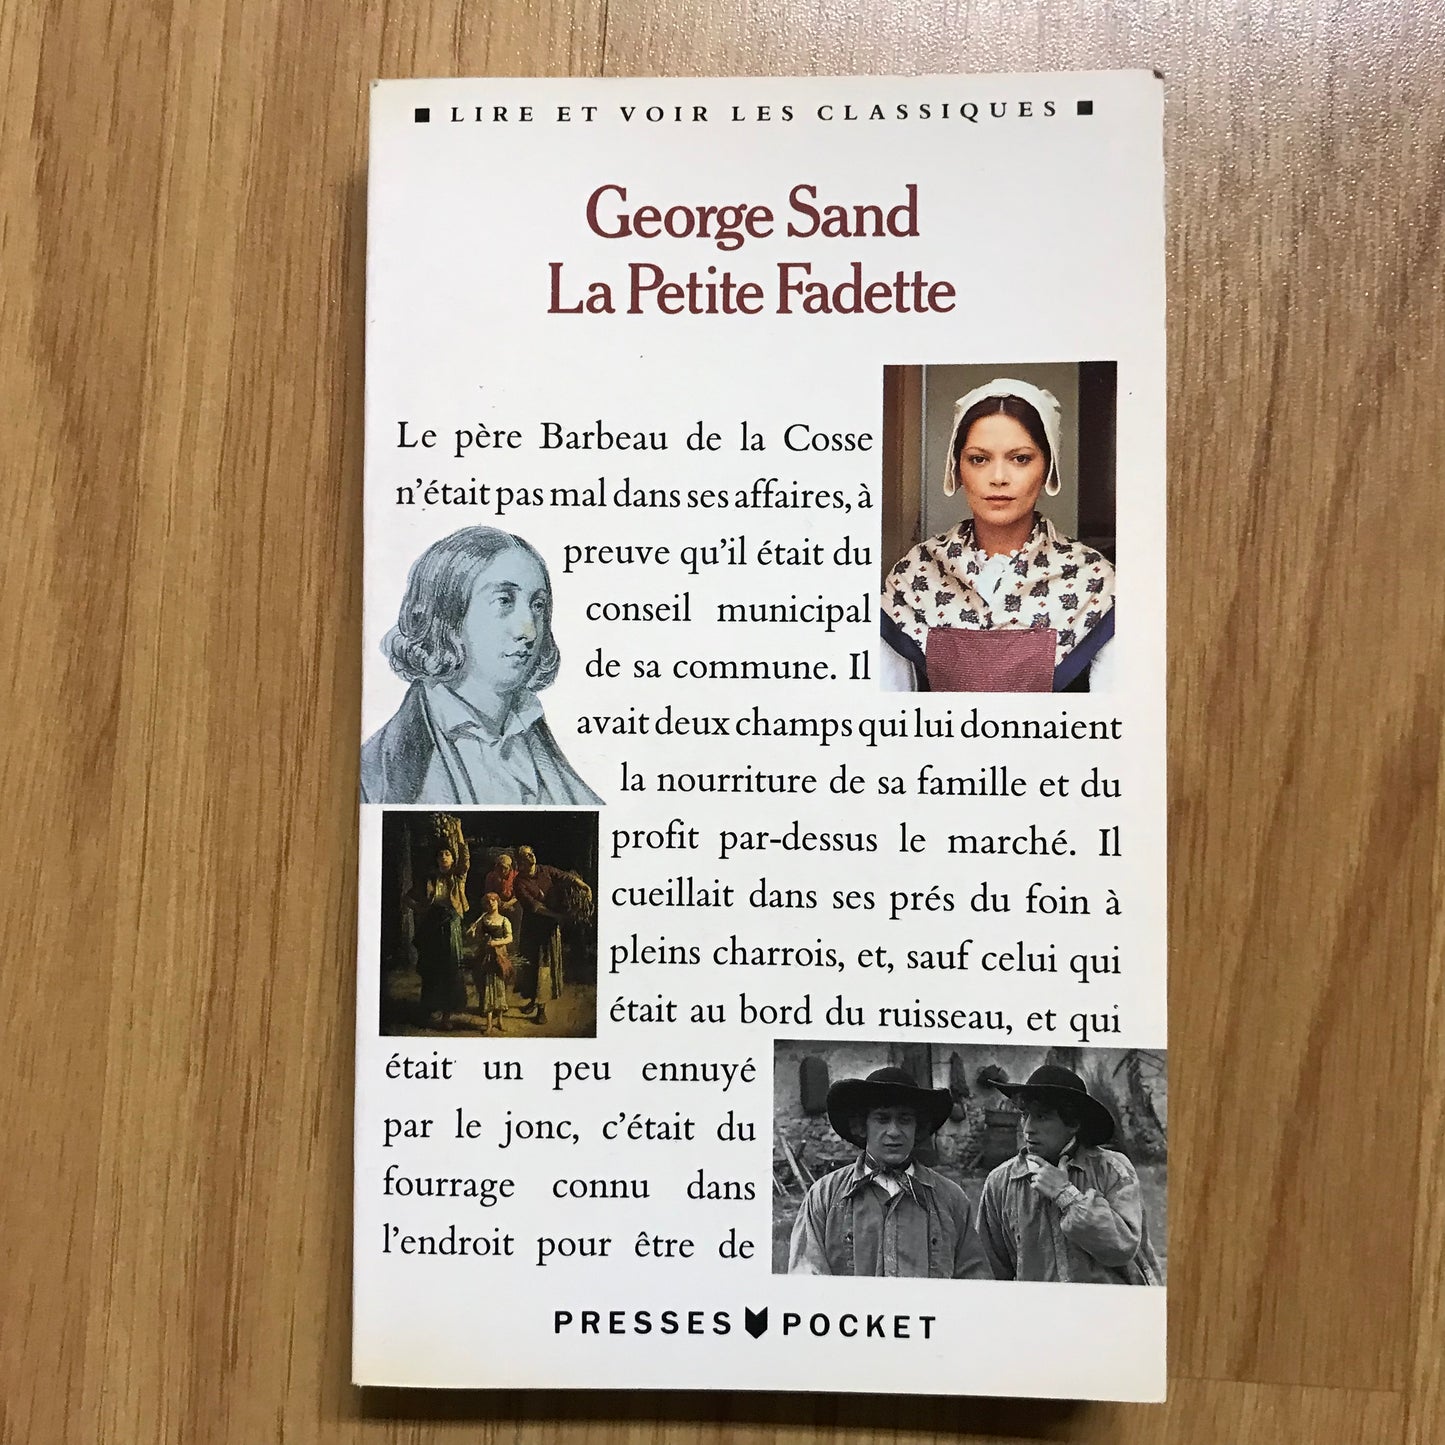 LIRE ET VOIR LES CLASSIQUES
George Sand
La Petite Fadette
Le père Barbeau de la Cosse
n'était pas mal dans ses affaires, à
preuve qu'il était du
conseil municipal
de sa commune. Il
avait deux champs qui lui donnaient
la nourriture de sa famille et du
profit par-dessus le marché. Il
cueillait dans ses prés du foin à
pleins charrois, et, sauf celui qui
était au bord du ruisseau, et qui
était un peu ennuyé
par le jonc, c'était du
fourrage connu dans
l'endroit pour être de
PRESSES POCKET